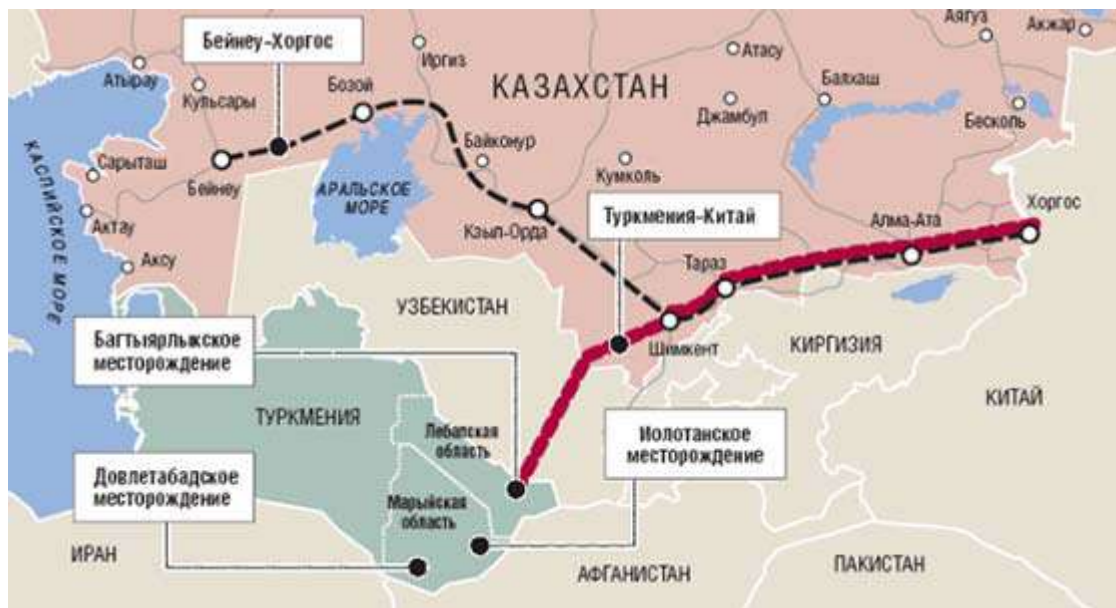 Бейнеу-Хоргос
Аягуз
Акжар
Атырау
Иргиз
Атасу
Кульсары
Бозой
КАЗАХСТАН
Балхаш
Джамбул
Бесколь
Байконур
Сарыташ
Бейнеу
АРАЛЬСКОЕ
МОРЕ
Кумколь
КАСПИЙСКОЕ МОРЕ
Актау
Кзыл-Орда
Туркмения-Китай
Алма-Ата
Хоргос
Аксу
Тараз
УЗБЕКИСТАН
Шимкент
КИРГИЗИЯ
Багтыярлыкское
месторождение
КИТАЙ
ТУРКМЕНИЯ
Лебапская
область
Иолотанское
месторождение
Довлетабадское
месторождение
Марыйская
область
ИРАН
АФГАНИСТАН
ПАКИСТАН